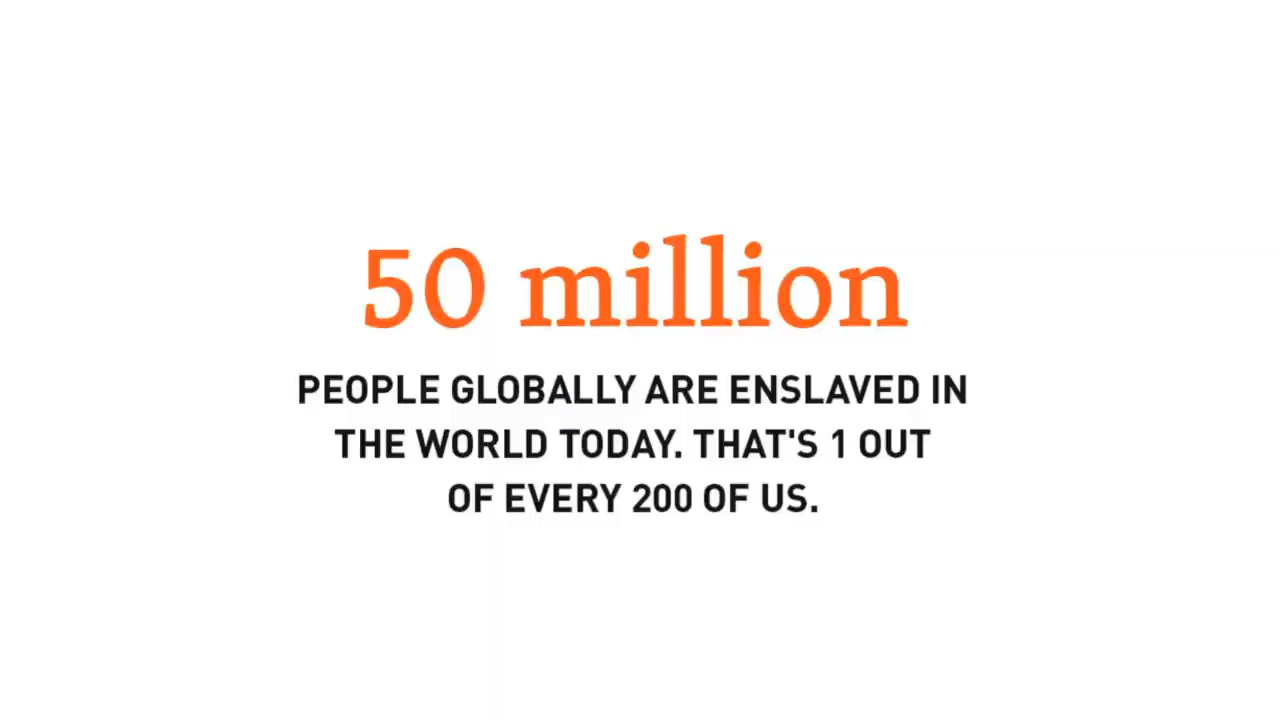 50 million
PEOPLE GLOBALLY ARE ENSLAVED IN
THE WORLD TODAY. THAT'S 1 OUT
OF EVERY 200 OF US.